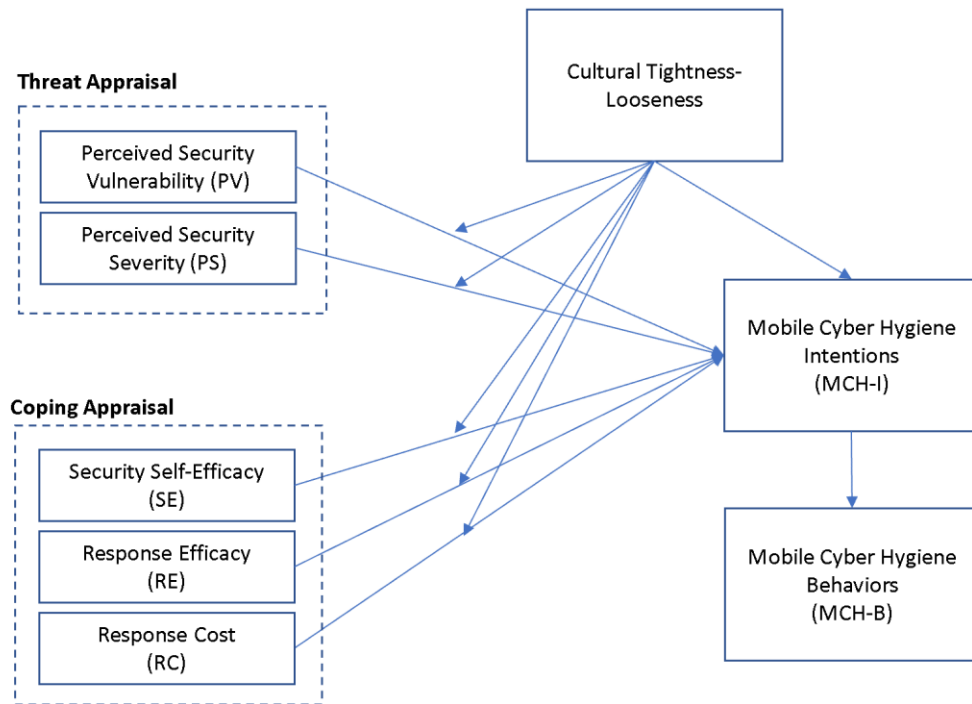 Threat Appraisal
Perceived Security
Vulnerability (PV)
Perceived Security
Severity (PS)
Cultural Tightness-
Looseness
Mobile Cyber Hygiene
Intentions
(MCH-I)
Coping Appraisal
Security Self-Efficacy
(SE)
Response Efficacy
(RE)
Response Cost
(RC)
Mobile Cyber Hygiene
Behaviors
(MCH-B)